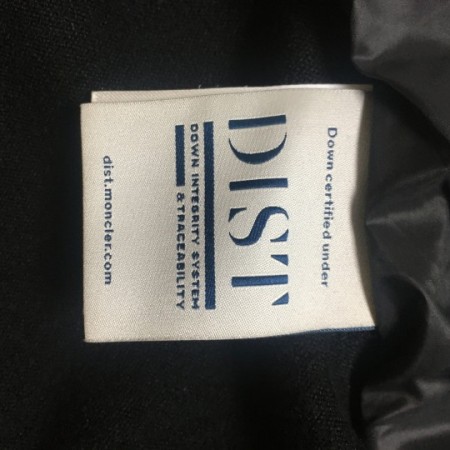 Down certified under
DIST
DOWN INTEGRITY SYSTEM
& TRACEABILITY
dist.moncler.com